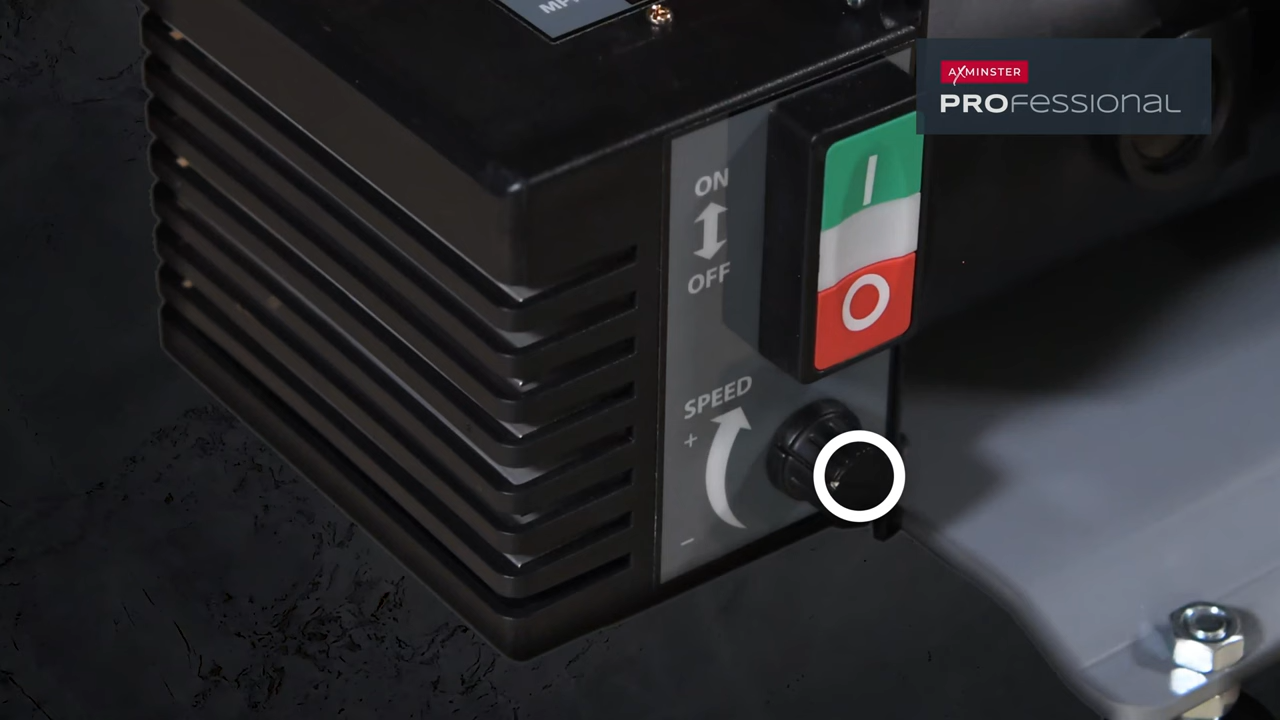 AXMINSTER
PROFESSIONAL
ON
OFF
SPEED
+
–